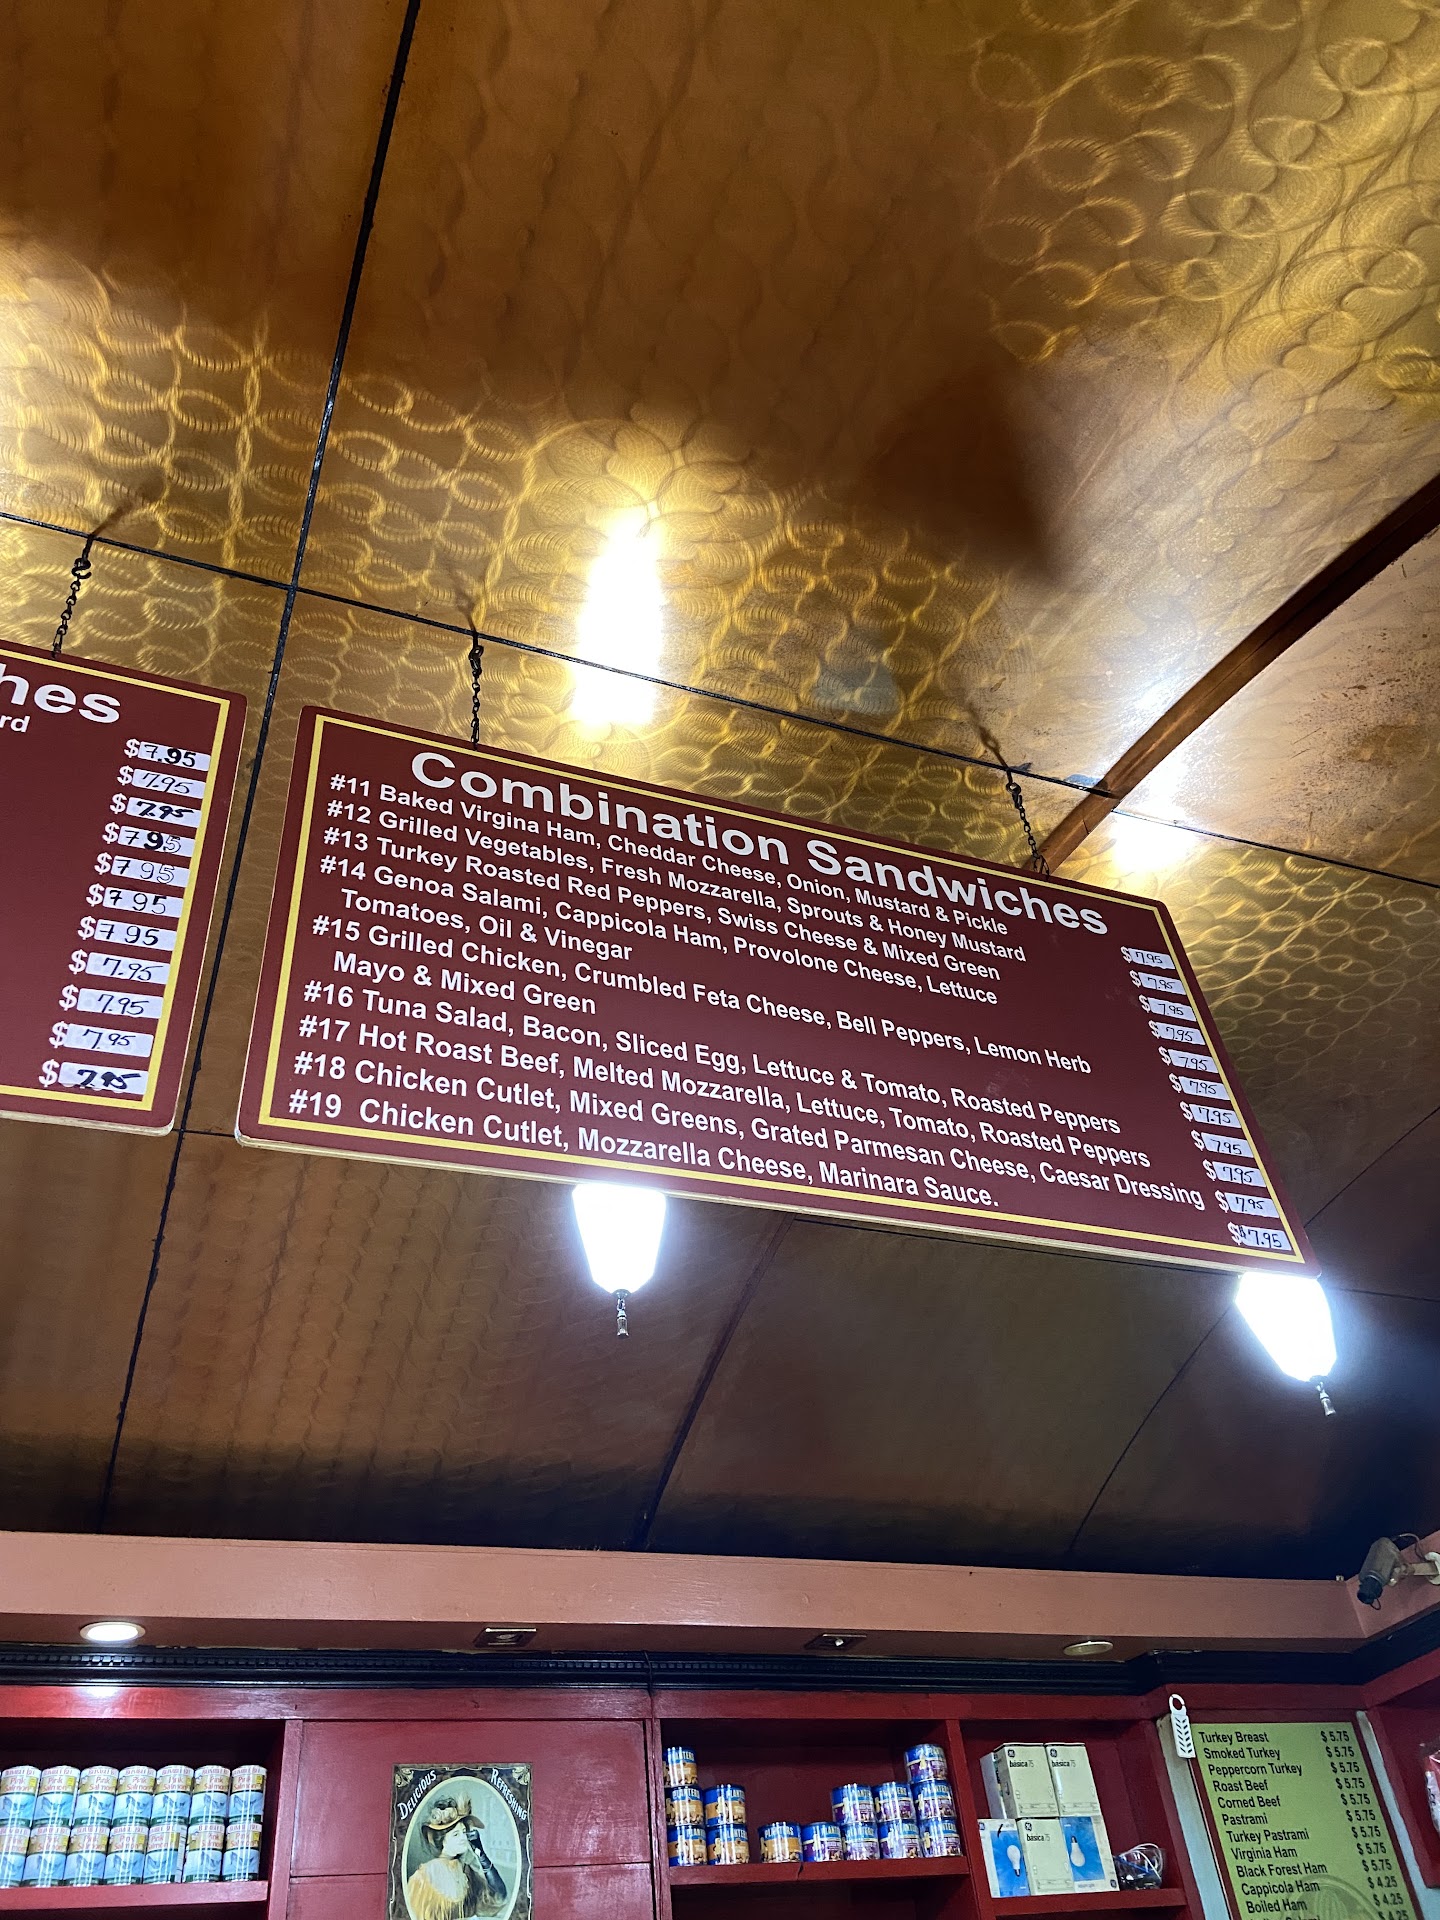 hes
rd
$7.95
$7.95
$7.95
$7.95
$7.95
$7.95
$7.95
$7.95
$7.95
$7.95
$7.95
Combination Sandwiches
#11 Baked Virgina Ham, Cheddar Cheese, Onion, Mustard & Pickle $7.95
#12 Grilled Vegetables, Fresh Mozzarella, Sprouts & Honey Mustard $7.95
#13 Turkey Roasted Red Peppers, Swiss Cheese & Mixed Green $7.95
#14 Genoa Salami, Cappicola Ham, Provolone Cheese, Lettuce $7.95
Tomatoes, Oil & Vinegar $7.95
#15 Grilled Chicken, Crumbled Feta Cheese, Bell Peppers, Lemon Herb $7.95
Mayo & Mixed Green $7.95
#16 Tuna Salad, Bacon, Sliced Egg, Lettuce & Tomato, Roasted Peppers $7.95
#17 Hot Roast Beef, Melted Mozzarella, Lettuce, Tomato, Roasted Peppers $7.95
#18 Chicken Cutlet, Mixed Greens, Grated Parmesan Cheese, Caesar Dressing $7.95
#19 Chicken Cutlet, Mozzarella Cheese, Marinara Sauce. $7.95
DELICIOUS REFRESHING
PLANTERS
basica 75
basica 75
basica 75
Turkey Breast $5.75
Smoked Turkey $5.75
Peppercorn Turkey $5.75
Roast Beef $5.75
Corned Beef $5.75
Pastrami $5.75
Turkey Pastrami $5.75
Virginia Ham $5.75
Black Forest Ham $5.75
Cappicola Ham $4.25
Boiled Ham $4.25